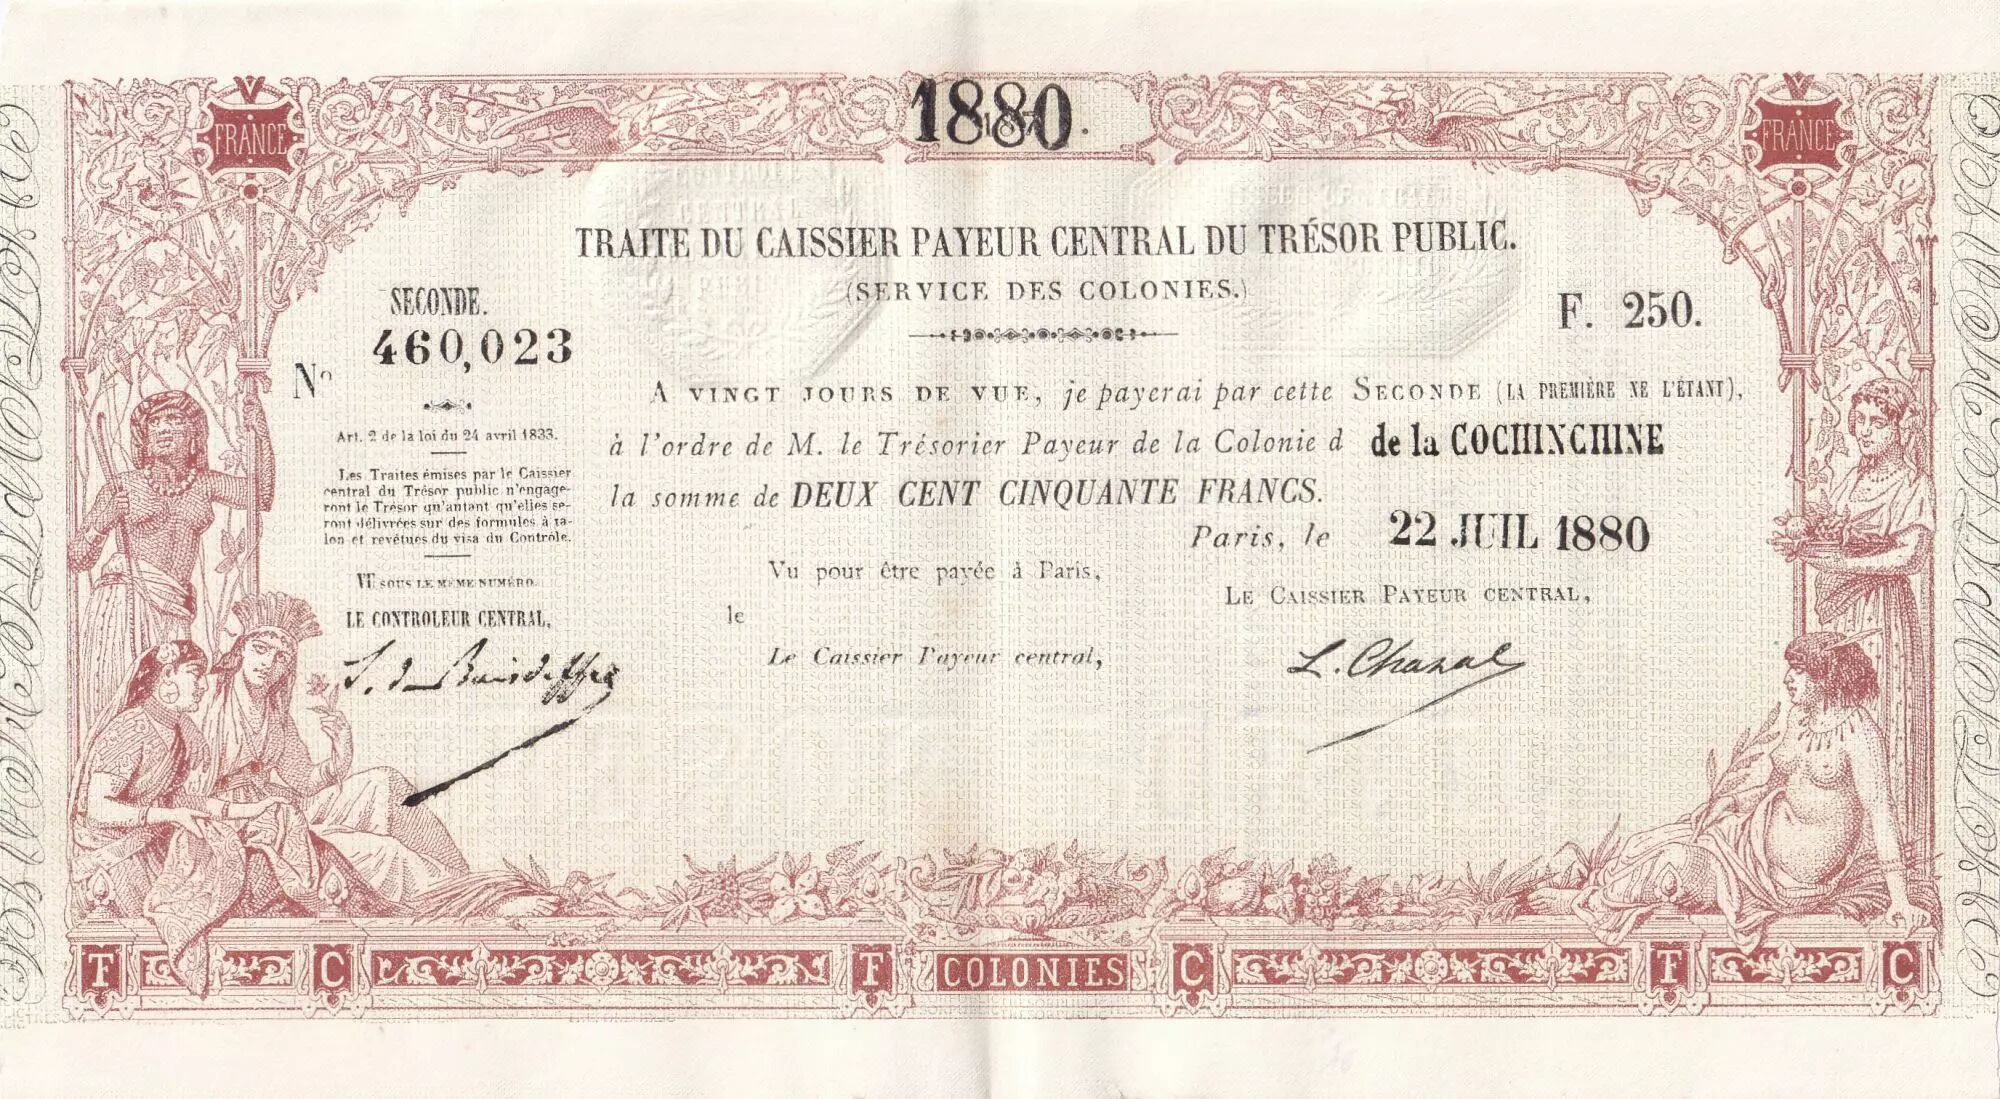 1880
FRANCE
FRANCE
CONTROLE
CENTRAL
TRAITE DU CAISSIER PAYEUR CENTRAL DU TRÉSOR PUBLIC.
(SERVICE DES COLONIES.)
SECONDE.
F. 250.
No 460,023
A VINGT JOURS DE VUE, je payerai par cette SECONDE (LA PREMIÈRE NE L'ÉTANT),
à l'ordre de M. le Trésorier Payeur de la Colonie d de la COCHINCHINE
la somme de DEUX CENT CINQUANTE FRANCS.
Paris, le 22 JUIL 1880
Art. 2 de la loi du 24 avril 1833.
Les Traites émises par le Caissier
central du Trésor public n'engage-
ront le Trésor qu'autant qu'elles se-
ront délivrées sur des formules à ta-
lon et revêtues du visa du Contrôle.
VU SOUS LE MÊME NUMÉRO.
LE CONTROLEUR CENTRAL,
Vu pour être payée à Paris,
le
Le Caissier Payeur central,
LE CAISSIER PAYEUR CENTRAL,
L. Chazal
T C T COLONIES C T C